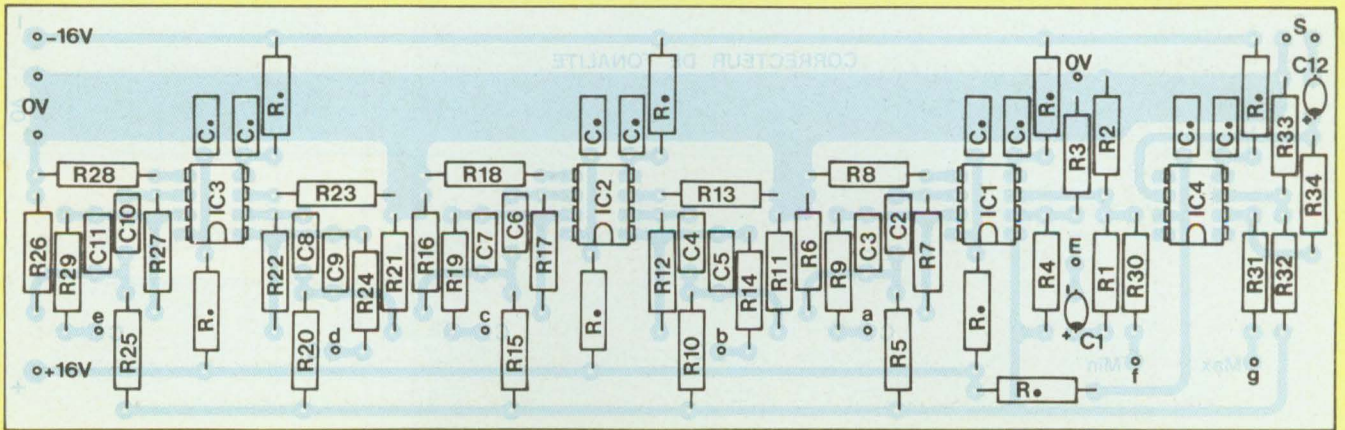 -16V
CORRECTEUR DE TONALITE
0V
S
C12
0V
C.
C.
R.
C.
C.
R.
C.
C.
R.
R3
R2
C.
C.
R.
R33
R34
R28
IC3
R23
R18
IC2
R13
R8
IC1
IC4
R26
R29
C11
C10
R27
R22
C8
C9
R24
R21
R16
R19
C7
C6
R17
R12
C4
C5
R14
R11
R6
R9
C3
C2
R7
R4
E
R1
R30
R31
R32
e
R25
R.
R20
d
c
R15
R.
R10
b
a
R5
R.
+
C1
Min
Max
+16V
f
g
R.